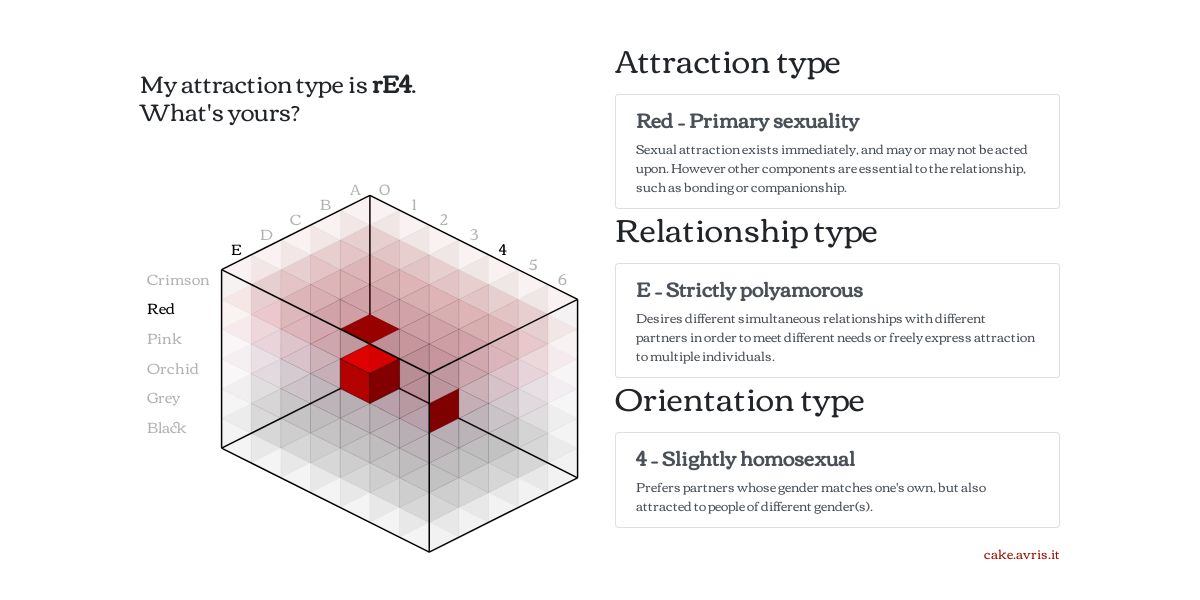 My attraction type is rE4.
What's yours?
A
O
B
1
C
2
D
3
E
4
5
6
Crimson
Red
Pink
Orchid
Grey
Black
Attraction type
Red - Primary sexuality
Sexual attraction exists immediately, and may or may not be acted
upon. However other components are essential to the relationship,
such as bonding or companionship.
Relationship type
E - Strictly polyamorous
Desires different simultaneous relationships with different
partners in order to meet different needs or freely express attraction
to multiple individuals.
Orientation type
4 - Slightly homosexual
Prefers partners whose gender matches one's own, but also
attracted to people of different gender(s).
cake.avris.it